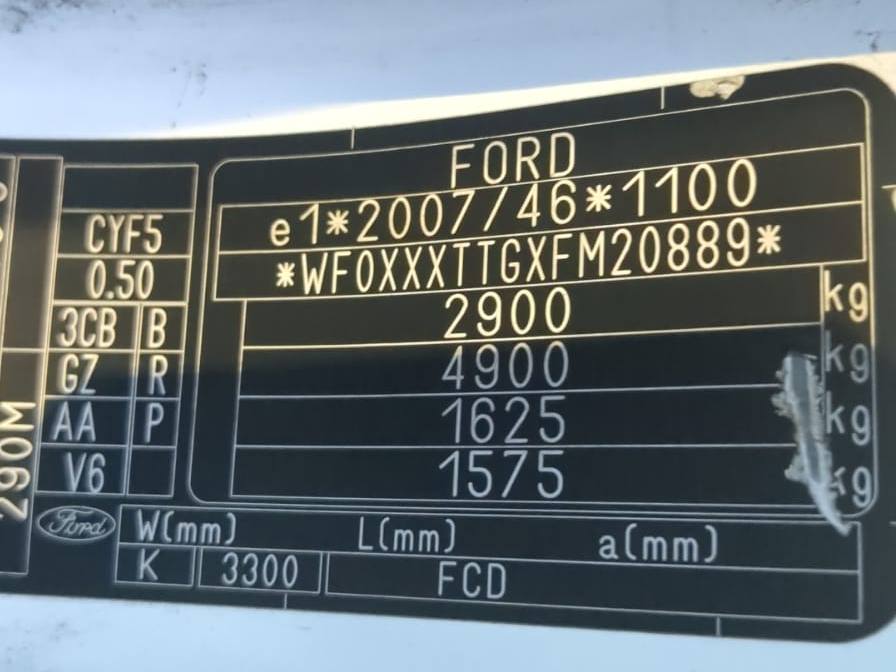 FORD
e1*2007/46*1100
*WF0XXXTTGXFM20889*
2900 kg
4900 kg
1625 kg
1575 kg
CYF5
0.50
3CB B
GZ R
AA P
V6
290M
Ford
W(mm) L(mm) a(mm)
K 3300 FCD